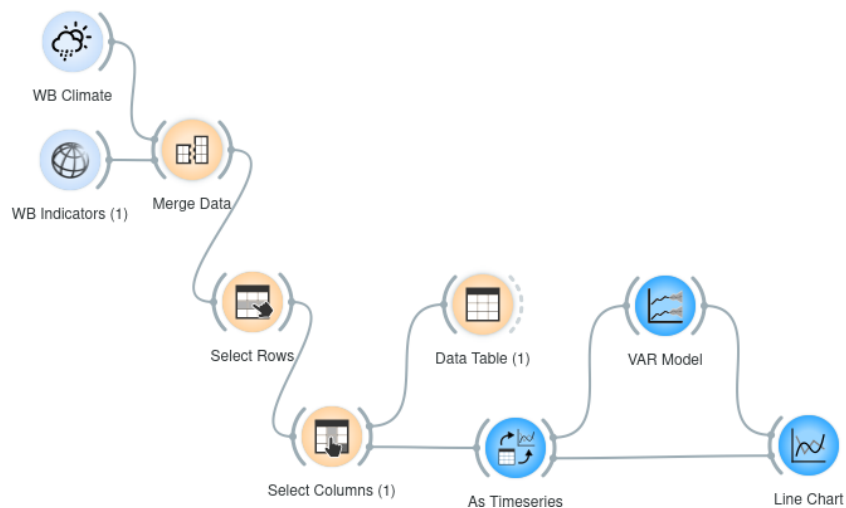 WB Climate
WB Indicators (1)
Merge Data
Select Rows
Data Table (1)
VAR Model
Select Columns (1)
As Timeseries
Line Chart